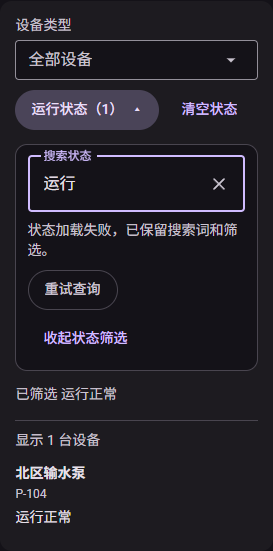 设备类型
全部设备
运行状态（1） 清空状态
搜索状态
运行
状态加载失败，已保留搜索词和筛
选。
重试查询
收起状态筛选
已筛选 运行正常
显示 1 台设备
北区输水泵
P-104
运行正常